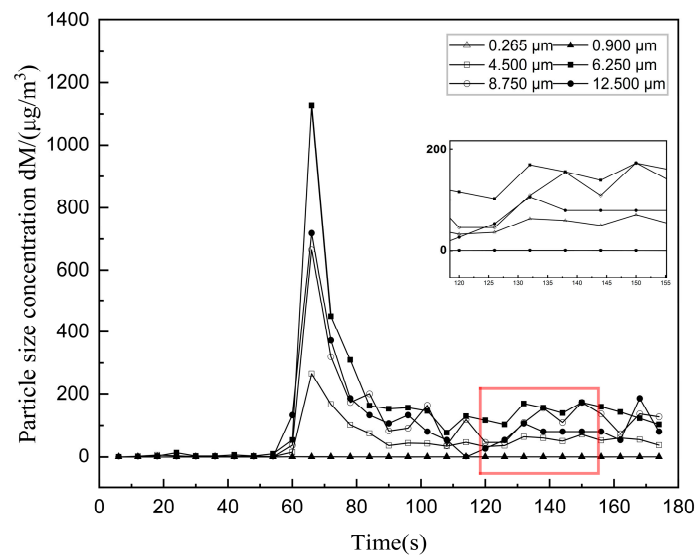 1400
1200
1000
800
600
400
200
0
Particle size concentration dM/(μg/m³)
0.265 μm 0.900 μm
4.500 μm 6.250 μm
8.750 μm 12.500 μm
200
0
120 125 130 135 140 145 150 155
0 20 40 60 80 100 120 140 160 180
Time(s)